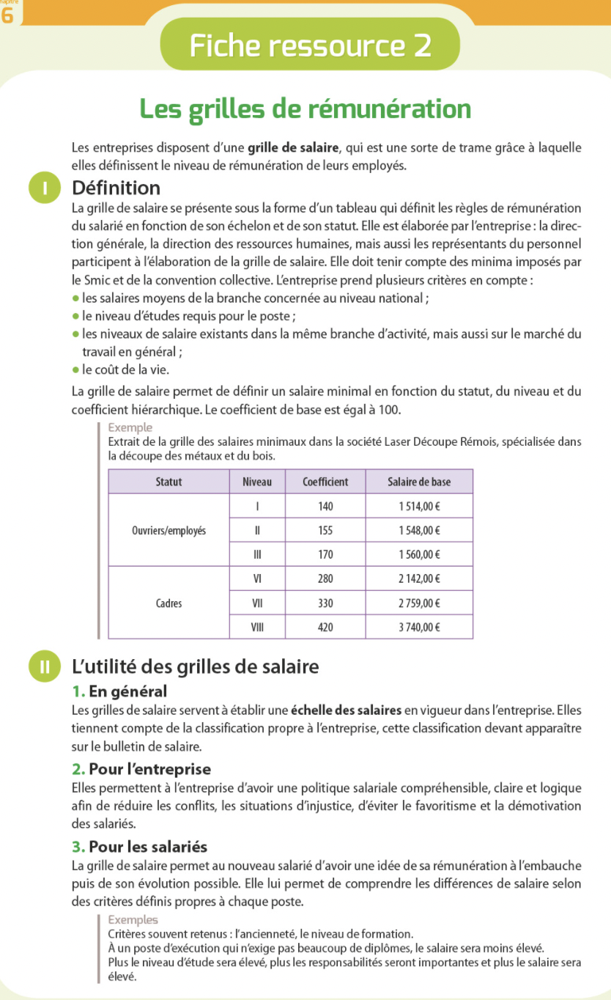 6
Fiche ressource 2
Les grilles de rémunération
Les entreprises disposent d’une grille de salaire, qui est une sorte de trame grâce à laquelle
elles définissent le niveau de rémunération de leurs employés.
I Définition
La grille de salaire se présente sous la forme d’un tableau qui définit les règles de rémunération
du salarié en fonction de son échelon et de son statut. Elle est élaborée par l’entreprise : la direc-
tion générale, la direction des ressources humaines, mais aussi les représentants du personnel
participent à l’élaboration de la grille de salaire. Elle doit tenir compte des minima imposés par
le Smic et de la convention collective. L’entreprise prend plusieurs critères en compte :
• les salaires moyens de la branche concernée au niveau national ;
• le niveau d’études requis pour le poste ;
• les niveaux de salaire existants dans la même branche d’activité, mais aussi sur le marché du
travail en général ;
• le coût de la vie.
La grille de salaire permet de définir un salaire minimal en fonction du statut, du niveau et du
coefficient hiérarchique. Le coefficient de base est égal à 100.
Exemple
Extrait de la grille des salaires minimaux dans la société Laser Découpe Rémois, spécialisée dans
la découpe des métaux et du bois.
Statut Niveau Coefficient Salaire de base
I 140 1 514,00 €
Ouvriers/employés II 155 1 548,00 €
III 170 1 560,00 €
VI 280 2 142,00 €
Cadres VII 330 2 759,00 €
VIII 420 3 740,00 €
II L’utilité des grilles de salaire
1. En général
Les grilles de salaire servent à établir une échelle des salaires en vigueur dans l’entreprise. Elles
tiennent compte de la classification propre à l’entreprise, cette classification devant apparaître
sur le bulletin de salaire.
2. Pour l’entreprise
Elles permettent à l’entreprise d’avoir une politique salariale compréhensible, claire et logique
afin de réduire les conflits, les situations d’injustice, d’éviter le favoritisme et la démotivation
des salariés.
3. Pour les salariés
La grille de salaire permet au nouveau salarié d’avoir une idée de sa rémunération à l’embauche
puis de son évolution possible. Elle lui permet de comprendre les différences de salaire selon
des critères définis propres à chaque poste.
Exemples
Critères souvent retenus : l’ancienneté, le niveau de formation.
À un poste d’exécution qui n’exige pas beaucoup de diplômes, le salaire sera moins élevé.
Plus le niveau d’étude sera élevé, plus les responsabilités seront importantes et plus le salaire sera
élevé.